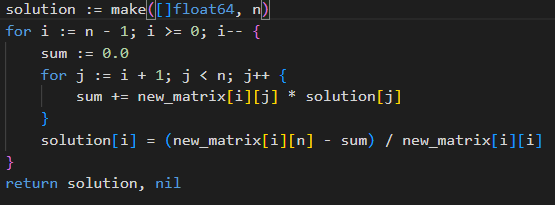 solution := make([]float64, n)
for i := n - 1; i >= 0; i-- {
    sum := 0.0
    for j := i + 1; j < n; j++ {
        sum += new_matrix[i][j] * solution[j]
    }
    solution[i] = (new_matrix[i][n] - sum) / new_matrix[i][i]
}
return solution, nil